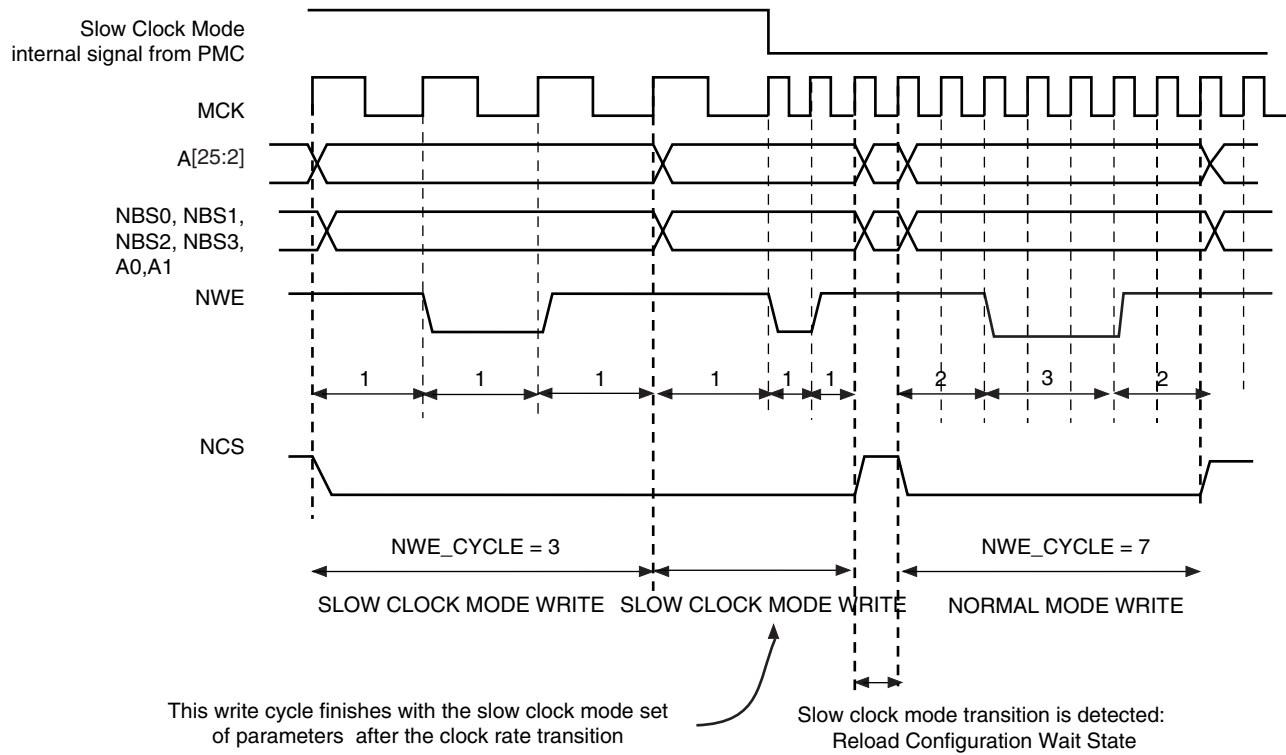 Slow Clock Mode
internal signal from PMC
MCK
A[25:2]
NBS0, NBS1,
NBS2, NBS3,
A0,A1
NWE
1 1 1 1 1 1 2 3 2
NCS
NWE_CYCLE = 3 NWE_CYCLE = 7
SLOW CLOCK MODE WRITE SLOW CLOCK MODE WRITE NORMAL MODE WRITE
This write cycle finishes with the slow clock mode set
of parameters after the clock rate transition
Slow clock mode transition is detected:
Reload Configuration Wait State